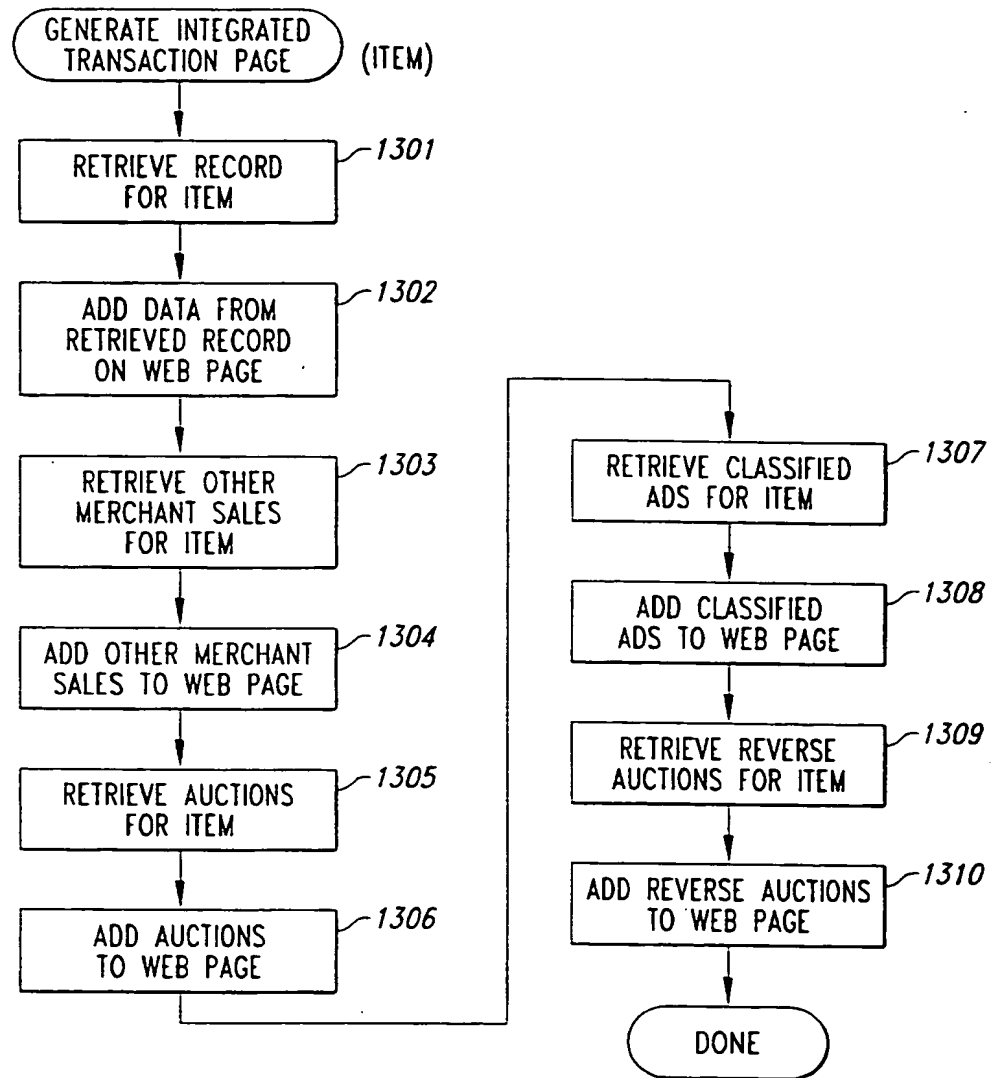 GENERATE INTEGRATED
TRANSACTION PAGE
(ITEM)
1301
RETRIEVE RECORD
FOR ITEM
1302
ADD DATA FROM
RETRIEVED RECORD
ON WEB PAGE
1303
RETRIEVE OTHER
MERCHANT SALES
FOR ITEM
1304
ADD OTHER MERCHANT
SALES TO WEB PAGE
1305
RETRIEVE AUCTIONS
FOR ITEM
1306
ADD AUCTIONS
TO WEB PAGE
1307
RETRIEVE CLASSIFIED
ADS FOR ITEM
1308
ADD CLASSIFIED
ADS TO WEB PAGE
1309
RETRIEVE REVERSE
AUCTIONS FOR ITEM
1310
ADD REVERSE AUCTIONS
TO WEB PAGE
DONE